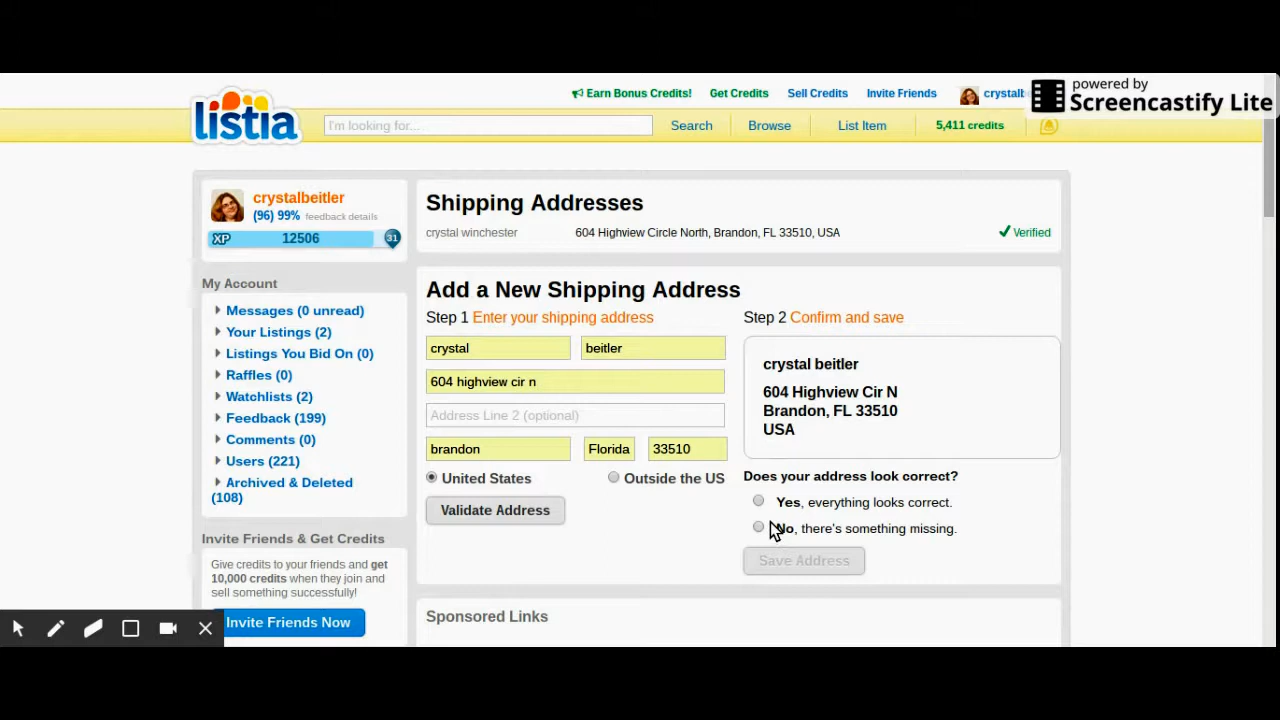 powered by
Screencastify Lite
Earn Bonus Credits! Get Credits Sell Credits Invite Friends crystalb
listia I'm looking for... Search Browse List Item 5,411 credits
crystalbeitler
(96) 99% feedback details
XP 12506 31
My Account
Messages (0 unread)
Your Listings (2)
Listings You Bid On (0)
Raffles (0)
Watchlists (2)
Feedback (199)
Comments (0)
Users (221)
Archived & Deleted
(108)
Invite Friends & Get Credits
Give credits to your friends and get
10,000 credits when they join and
sell something successfully!
Invite Friends Now
Shipping Addresses
crystal winchester 604 Highview Circle North, Brandon, FL 33510, USA Verified
Add a New Shipping Address
Step 1 Enter your shipping address
crystal beitler
604 highview cir n
Address Line 2 (optional)
brandon Florida 33510
United States Outside the US
Validate Address
Step 2 Confirm and save
crystal beitler
604 Highview Cir N
Brandon, FL 33510
USA
Does your address look correct?
Yes, everything looks correct.
No, there's something missing.
Save Address
Sponsored Links